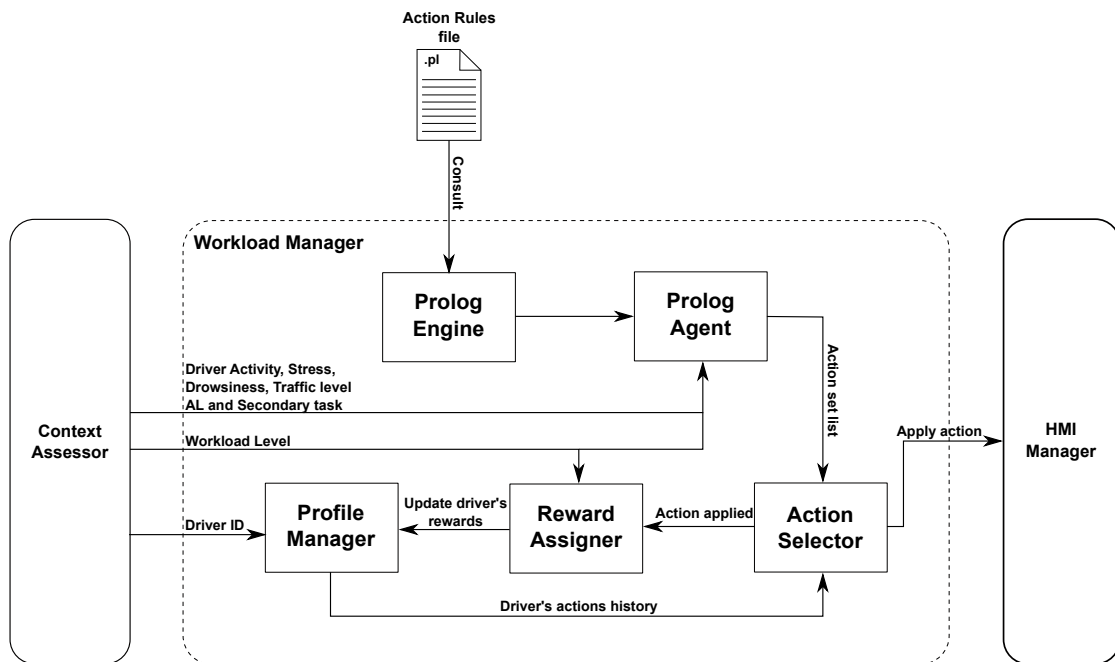 Action Rules
file
.pl
Consult
Workload Manager
Prolog
Engine
Prolog
Agent
Driver Activity, Stress,
Drowsiness, Traffic level
AL and Secondary task
Action set list
Context
Assessor
Workload Level
Apply action
HMI
Manager
Driver ID
Profile
Manager
Update driver's
rewards
Reward
Assigner
Action applied
Action
Selector
Driver's actions history